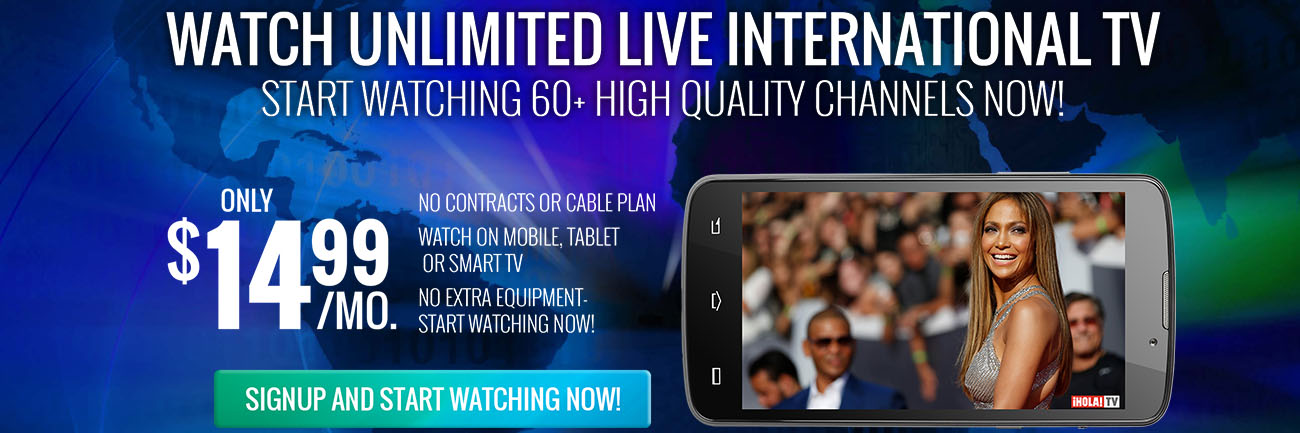 WATCH UNLIMITED LIVE INTERNATIONAL TV
START WATCHING 60+ HIGH QUALITY CHANNELS NOW!
ONLY
$14.99
/MO.
NO CONTRACTS OR CABLE PLAN
WATCH ON MOBILE, TABLET
OR SMART TV
NO EXTRA EQUIPMENT-
START WATCHING NOW!
SIGNUP AND START WATCHING NOW!
¡HOLA! TV